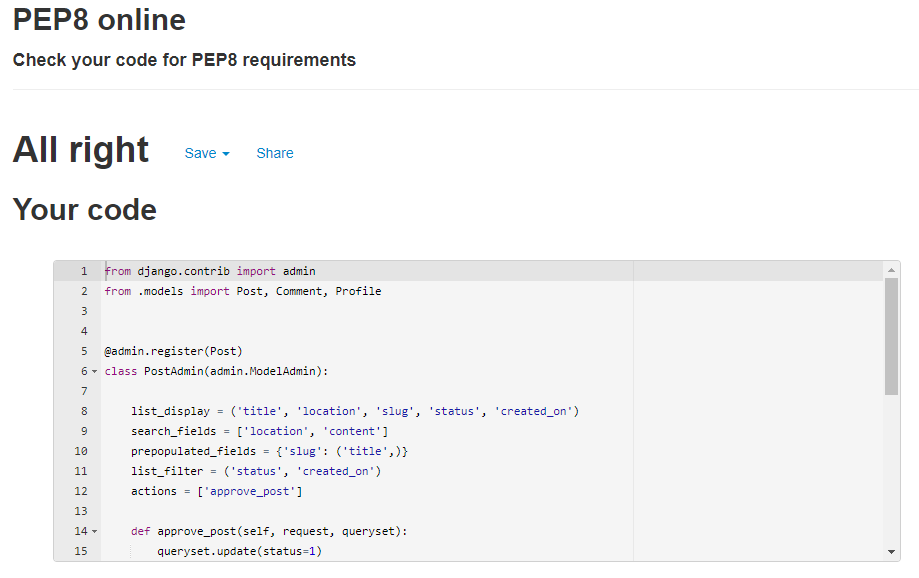 PEP8 online
Check your code for PEP8 requirements
All right Save Share
Your code
1 from django.contrib import admin
2 from .models import Post, Comment, Profile
3
4
5 @admin.register(Post)
6 class PostAdmin(admin.ModelAdmin):
7
8     list_display = ('title', 'location', 'slug', 'status', 'created_on')
9     search_fields = ['location', 'content']
10     prepopulated_fields = {'slug': ('title',)}
11     list_filter = ('status', 'created_on')
12     actions = ['approve_post']
13
14     def approve_post(self, request, queryset):
15         queryset.update(status=1)